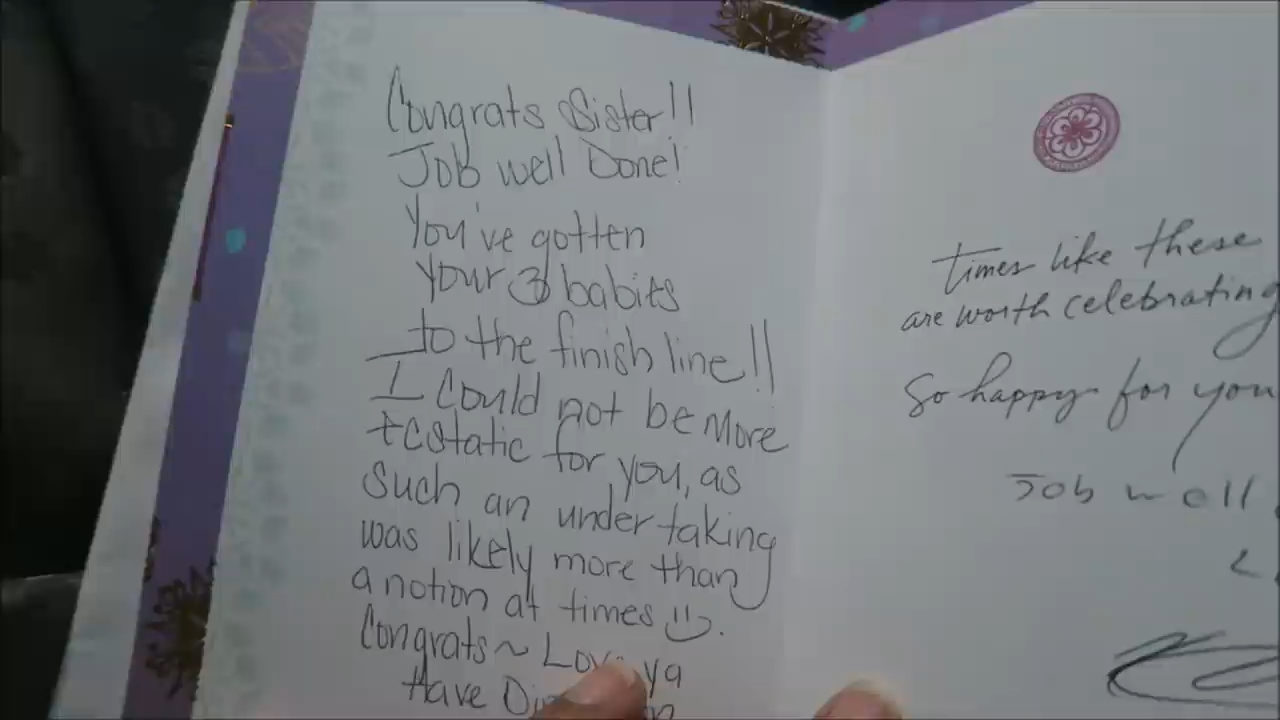 Congrats Sister!!
Job well Done!
You've gotten
your 3 babits
to the finish line!!
I could not be more
Ecstatic for you, as
such an undertaking
was likely more than
a notion at times
Congrats ~ Love ya
Have
times like these
are worth celebrating
So happy for you
Job well